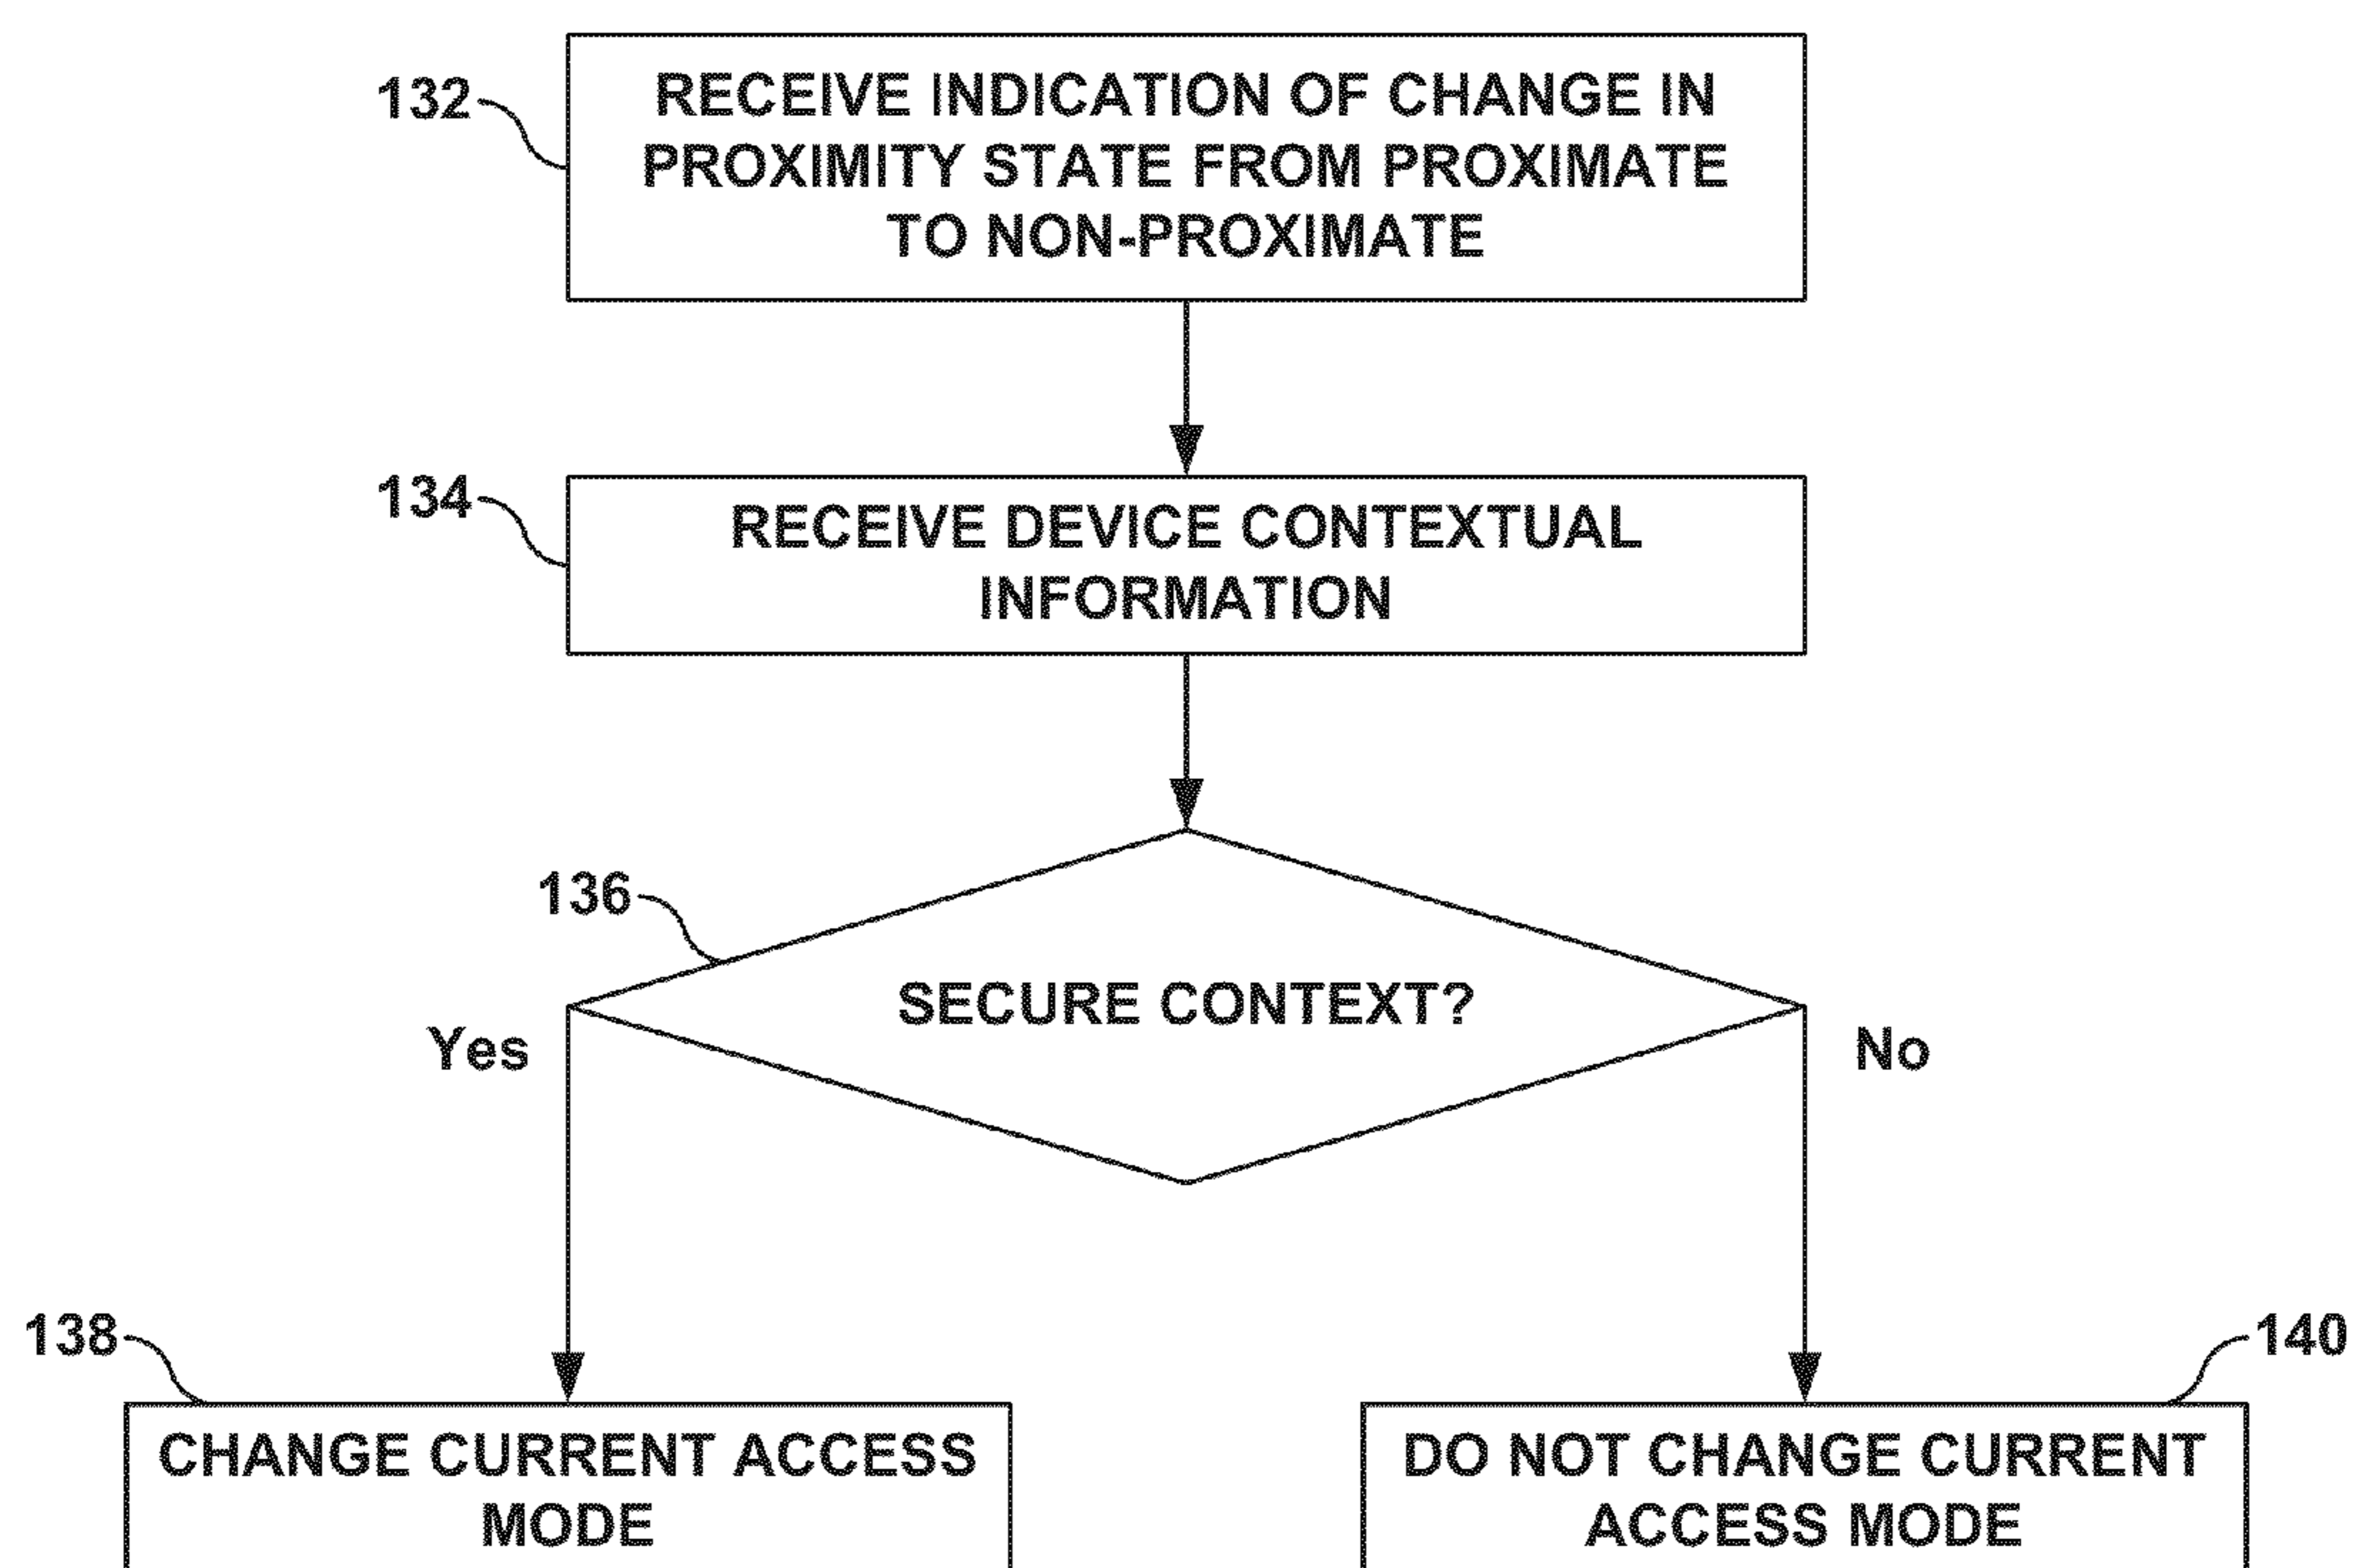 132
RECEIVE INDICATION OF CHANGE IN
PROXIMITY STATE FROM PROXIMATE
TO NON-PROXIMATE
134
RECEIVE DEVICE CONTEXTUAL
INFORMATION
136
SECURE CONTEXT?
Yes
No
138
CHANGE CURRENT ACCESS
MODE
140
DO NOT CHANGE CURRENT
ACCESS MODE